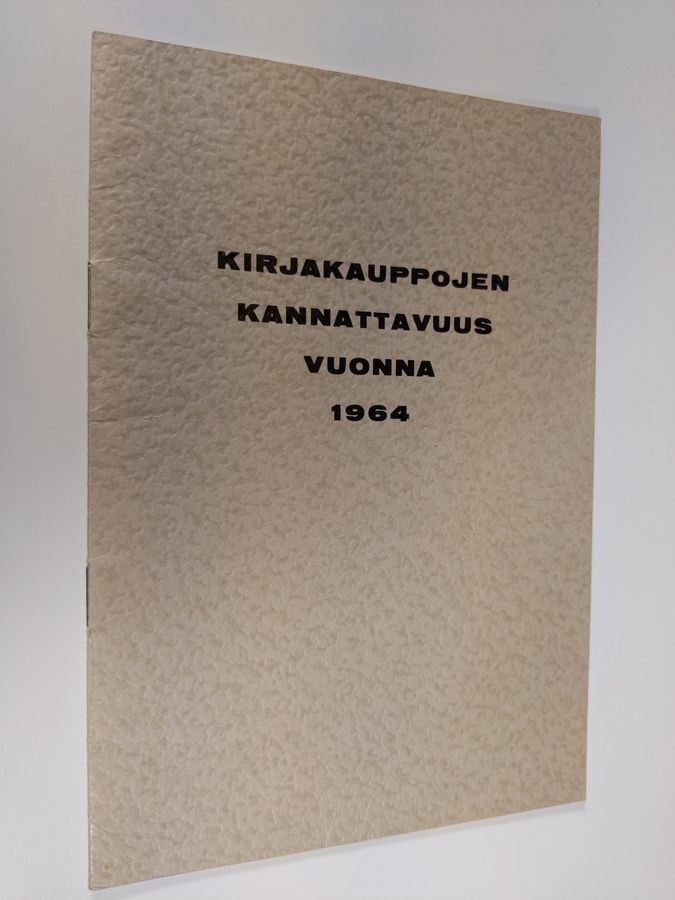 KIRJAKAUPPOJEN
KANNATTAVUUS
VUONNA
1964